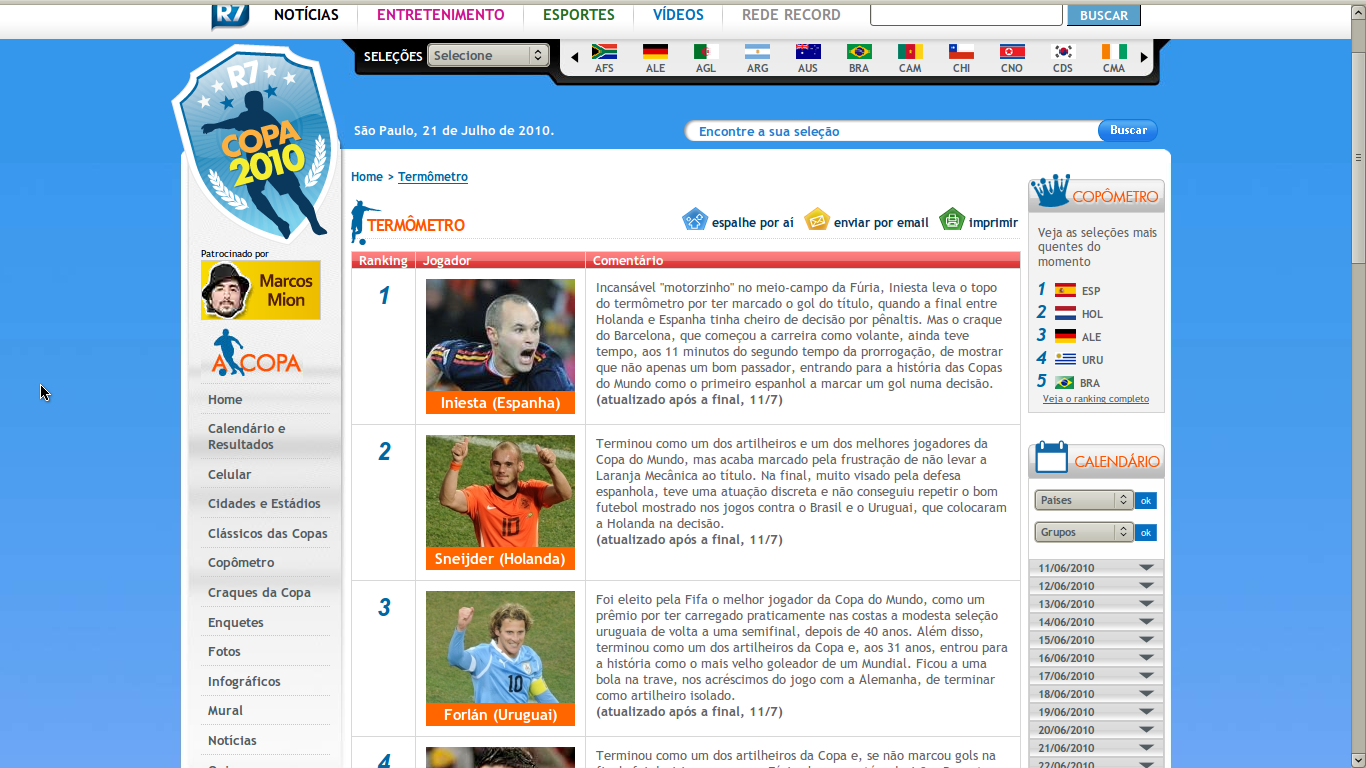 R7
NOTÍCIAS
ENTRETENIMENTO
ESPORTES
VÍDEOS
REDE RECORD
BUSCAR
SELEÇÕES
Selecione
AFS
ALE
AGL
ARG
AUS
BRA
CAM
CHI
CNO
CDS
CMA
R7
COPA
2010
São Paulo, 21 de Julho de 2010.
Encontre a sua seleção
Buscar
Patrocinado por
Marcos
Mion
A COPA
Home
Calendário e
Resultados
Celular
Cidades e Estádios
Clássicos das Copas
Copômetro
Craques da Copa
Enquetes
Fotos
Infográficos
Mural
Notícias
Home > Termômetro
TERMÔMETRO
espalhe por aí
enviar por email
imprimir
Ranking
Jogador
Comentário
1
Iniesta (Espanha)
Incansável "motorzinho" no meio-campo da Fúria, Iniesta leva o topo
do termômetro por ter marcado o gol do título, quando a final entre
Holanda e Espanha tinha cheiro de decisão por pênaltis. Mas o craque
do Barcelona, que começou a carreira como volante, ainda teve
tempo, aos 11 minutos do segundo tempo da prorrogação, de mostrar
que não apenas um bom passador, entrando para a história das Copas
do Mundo como o primeiro espanhol a marcar um gol numa decisão.
(atualizado após a final, 11/7)
2
10
Sneijder (Holanda)
Terminou como um dos artilheiros e um dos melhores jogadores da
Copa do Mundo, mas acaba marcado pela frustração de não levar a
Laranja Mecânica ao título. Na final, muito visado pela defesa
espanhola, teve uma atuação discreta e não conseguiu repetir o bom
futebol mostrado nos jogos contra o Brasil e o Uruguai, que colocaram
a Holanda na decisão.
(atualizado após a final, 11/7)
3
10
Forlán (Uruguai)
Foi eleito pela Fifa o melhor jogador da Copa do Mundo, como um
prêmio por ter carregado praticamente nas costas a modesta seleção
uruguaia de volta a uma semifinal, depois de 40 anos. Além disso,
terminou como um dos artilheiros da Copa e, aos 31 anos, entrou para
a história como o mais velho goleador de um Mundial. Ficou a uma
bola na trave, nos acréscimos do jogo com a Alemanha, de terminar
como artilheiro isolado.
(atualizado após a final, 11/7)
4
Terminou como um dos artilheiros da Copa e, se não marcou gols na
COPÔMETRO
Veja as seleções mais
quentes do
momento
1 ESP
2 HOL
3 ALE
4 URU
5 BRA
Veja o ranking completo
CALENDÁRIO
Paises
ok
Grupos
ok
11/06/2010
12/06/2010
13/06/2010
14/06/2010
15/06/2010
16/06/2010
17/06/2010
18/06/2010
19/06/2010
20/06/2010
21/06/2010
22/06/2010